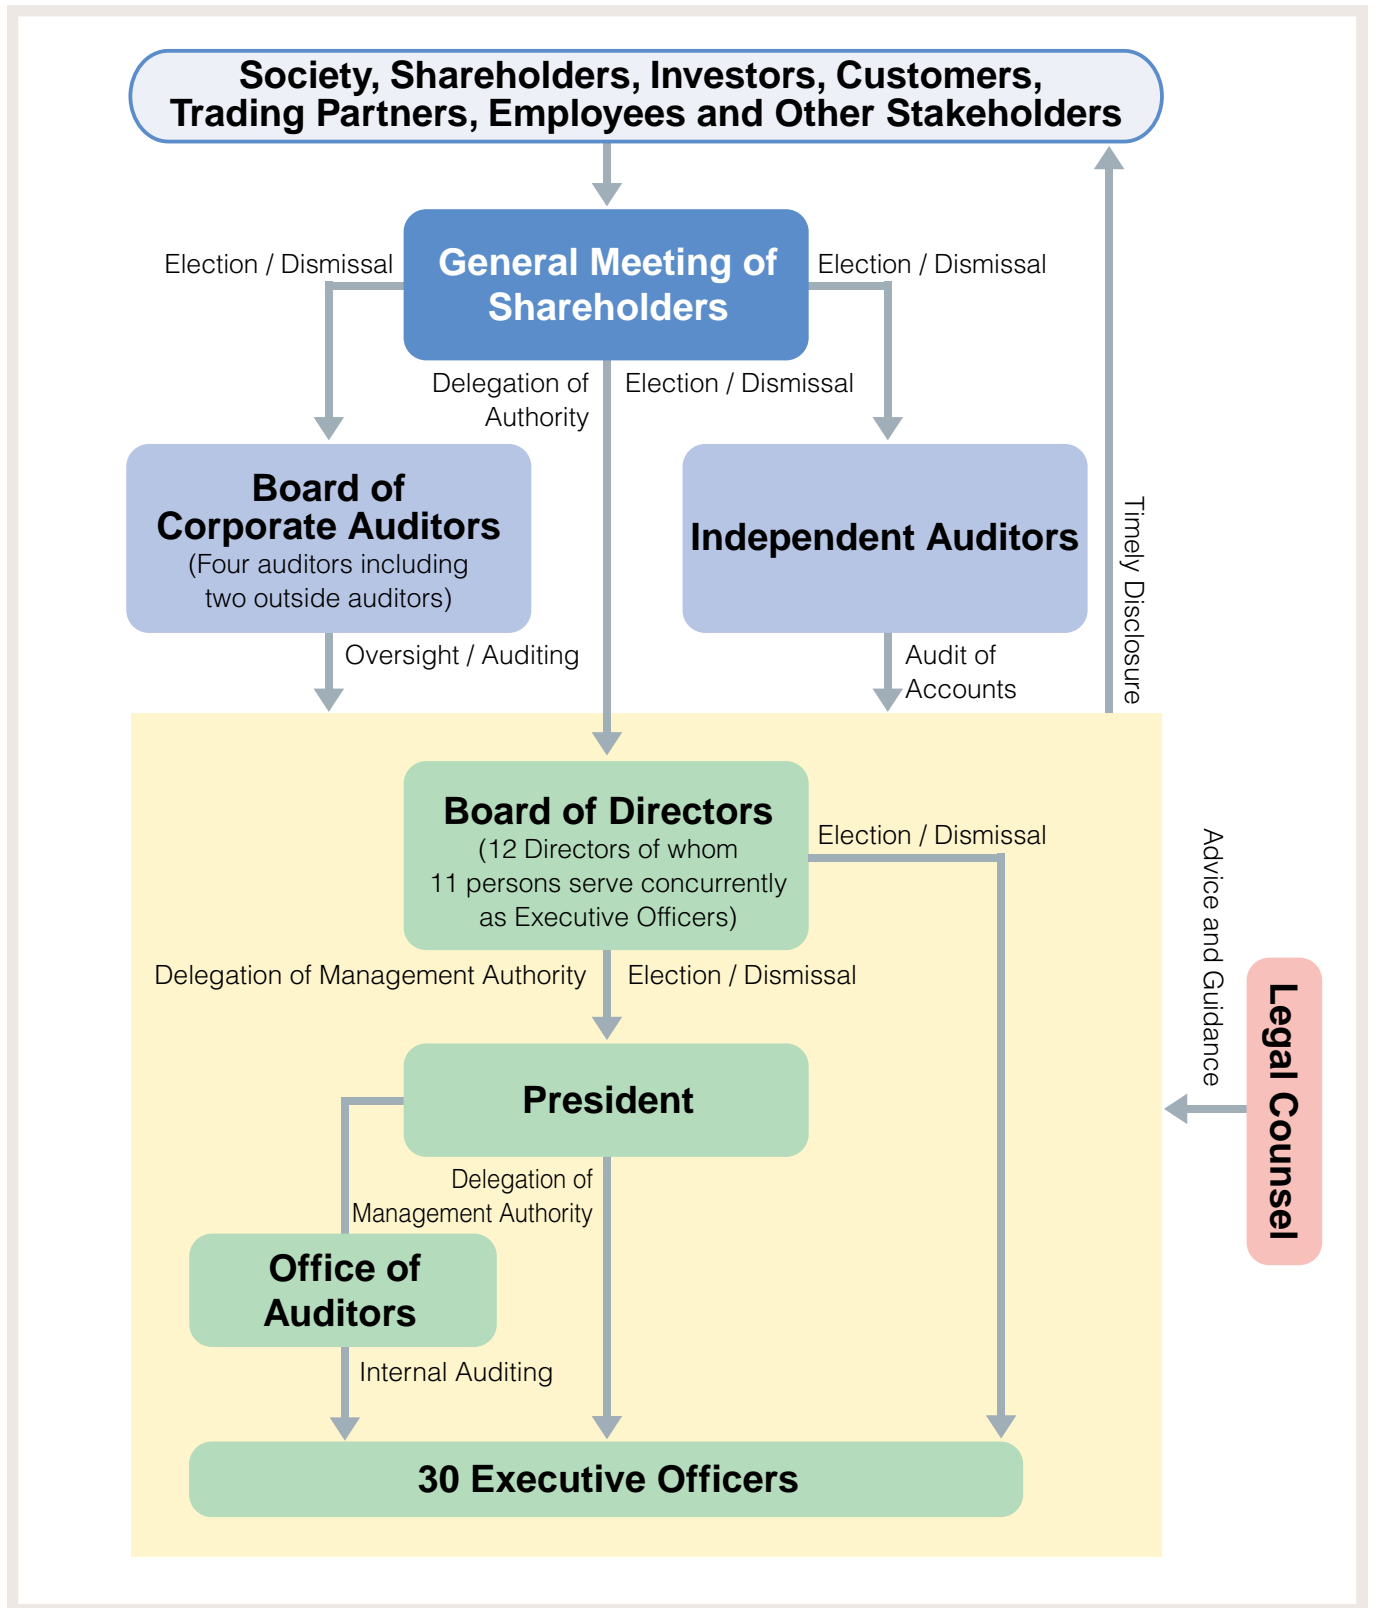 Society, Shareholders, Investors, Customers,
Trading Partners, Employees and Other Stakeholders
General Meeting of
Shareholders
Election / Dismissal
Election / Dismissal
Delegation of
Authority
Election / Dismissal
Board of
Corporate Auditors
(Four auditors including
two outside auditors)
Independent Auditors
Timely Disclosure
Oversight / Auditing
Audit of
Accounts
Board of Directors
(12 Directors of whom
11 persons serve concurrently
as Executive Officers)
Election / Dismissal
Advice and Guidance
Legal Counsel
Delegation of Management Authority
Election / Dismissal
President
Delegation of
Management Authority
Office of
Auditors
Internal Auditing
30 Executive Officers